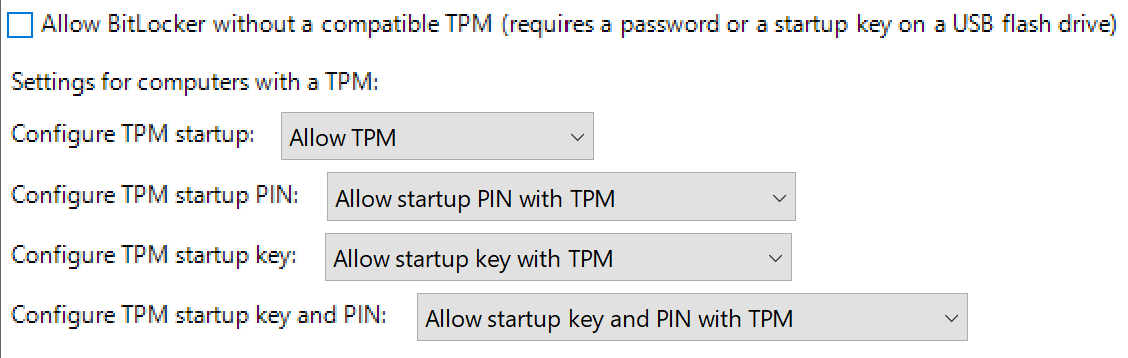 Allow BitLocker without a compatible TPM (requires a password or a startup key on a USB flash drive)
Settings for computers with a TPM:
Configure TPM startup: Allow TPM
Configure TPM startup PIN: Allow startup PIN with TPM
Configure TPM startup key: Allow startup key with TPM
Configure TPM startup key and PIN: Allow startup key and PIN with TPM